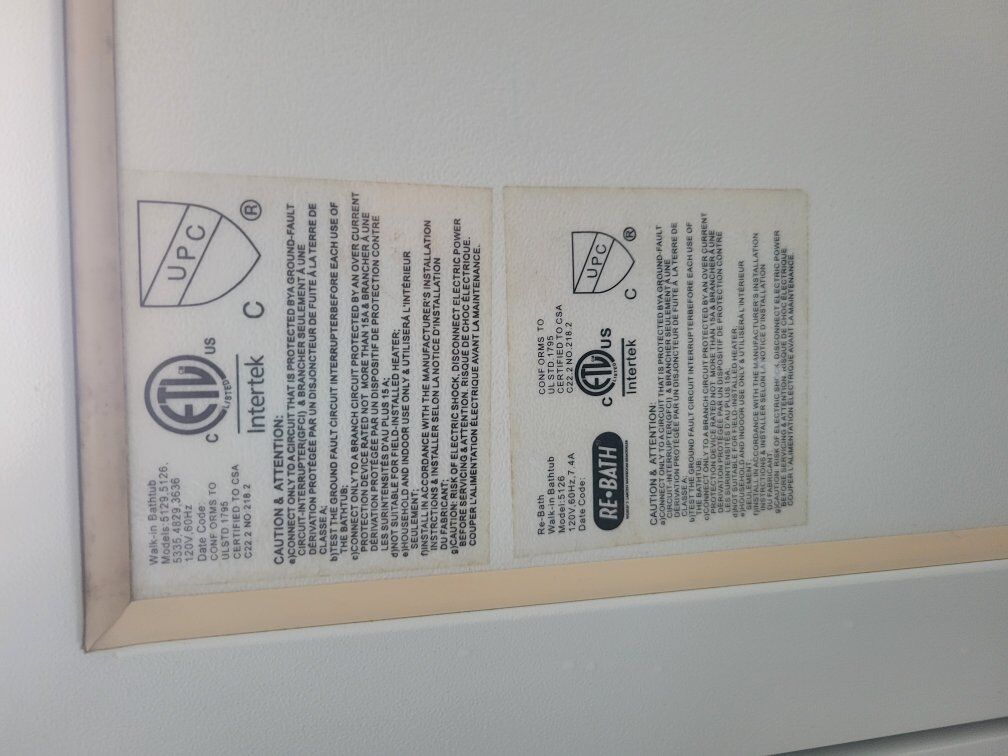 Walk-in Bathtub
Models:5129.5126.
5335.4829.3636
120V,60Hz
Date Code:
CONF ORMS TO
ULSTD.1795
CERTIFIED TO CSA
C22.2 NO.218.2
C
ETL
US
LISTED
Intertek
UPC
®
C
CAUTION & ATTENTION:
a)CONNECT ONLY TO A CIRCUIT THAT IS PROTECTED BYA GROUND-FAULT
CIRCUIT-INTERRUPTER(GFCI) & BRANCHER SEULEMENT À UNE
DÉRIVATION PROTÉGÉE PAR UN DISJONCTEUR DE FUITE À LA TERRE DE
CLASSE A;
b)TEST THE GROUND FAULT CIRCUIT INTERRUPTERBEFORE EACH USE OF
THE BATHTUB;
c)CONNECT ONLY TO A BRANCH CIRCUIT PROTECTED BY AN OVER CURRENT
PROTECTION DEVICE RATED NOT MORE THAN 15A & BRANCHER À UNE
DÉRIVATION PROTÉGÉE PAR UN DISPOSITIF DE PROTECTION CONTRE
LES SURINTENSITÉS D'AU PLUS 15 A;
d)NOT SUITABLE FOR FIELD-INSTALLED HEATER;
e)HOUSEHOLD AND INDOOR USE ONLY & UTILISERÀ L'INTÉRIEUR
SEULEMENT;
f)INSTALL IN ACCORDANCE WITH THE MANUFACTURER'S INSTALLATION
INSTRCTIONS & INSTALLER SELON LA NOTICE D'INSTALLATION
DU FABRICANT;
g)CAUTION: RISK OF ELECTRIC SHOCK, DISCONNECT ELECTRIC POWER
BEFORE SERVICING & ATTENTION. RISQUE DE CHOC ÉLECTRIQUE.
COUPER L'ALIMENTATION ÉLECTRIQUE AVANT LA MAINTENANCE.
Re-Bath
Walk-in Bathtub
Models:5126
120V,60Hz,7.4A
Date Code:
CONF ORMS TO
ULSTD.1795
CERTIFIED TO CSA
C22.2 NO.218.2
RE•BATH
C
ETL
US
Intertek
UPC
®
C
CAUTION & ATTENTION:
a)CONNECT ONLY TO A CIRCUIT THAT IS PROTECTED BYA GROUND-FAULT
CIRCUIT-INTERRUPTER(GFCI) & BRANCHER SEULEMENT À UNE
DÉRIVATION PROTÉGÉE PAR UN DISJONCTEUR DE FUITE À LA TERRE DE
CLASSE A;
b)TEST THE GROUND FAULT CIRCUIT INTERRUPTERBEFORE EACH USE OF
THE BATHTUB;
c)CONNECT ONLY TO A BRANCH CIRCUIT PROTECTED BY AN OVER CURRENT
PROTECTION DEVICE RATED NOT MORE THAN 15A & BRANCHER À UNE
DÉRIVATION PROTÉGÉE PAR UN DISPOSITIF DE PROTECTION CONTRE
LES SURINTENSITÉS D'AU PLUS 15 A;
d)NOT SUITABLE FOR FIELD-INSTALLED HEATER;
e)HOUSEHOLD AND INDOOR USE ONLY & UTILISERÀ L'INTÉRIEUR
SEULEMENT;
f)INSTALL IN ACCORDANCE WITH THE MANUFACTURER'S INSTALLATION
INSTRCTIONS & INSTALLER SELON LA NOTICE D'INSTALLATION
DU FABRICANT;
g)CAUTION: RISK OF ELECTRIC DISCONNECT ELECTRIC POWER
BEFORE SERVICING & ATTENTION. RISQUE DE CHOC ÉLECTRIQUE.
COUPER L'ALIMENTATION ÉLECTRIQUE AVANT LA MAINTENANCE.